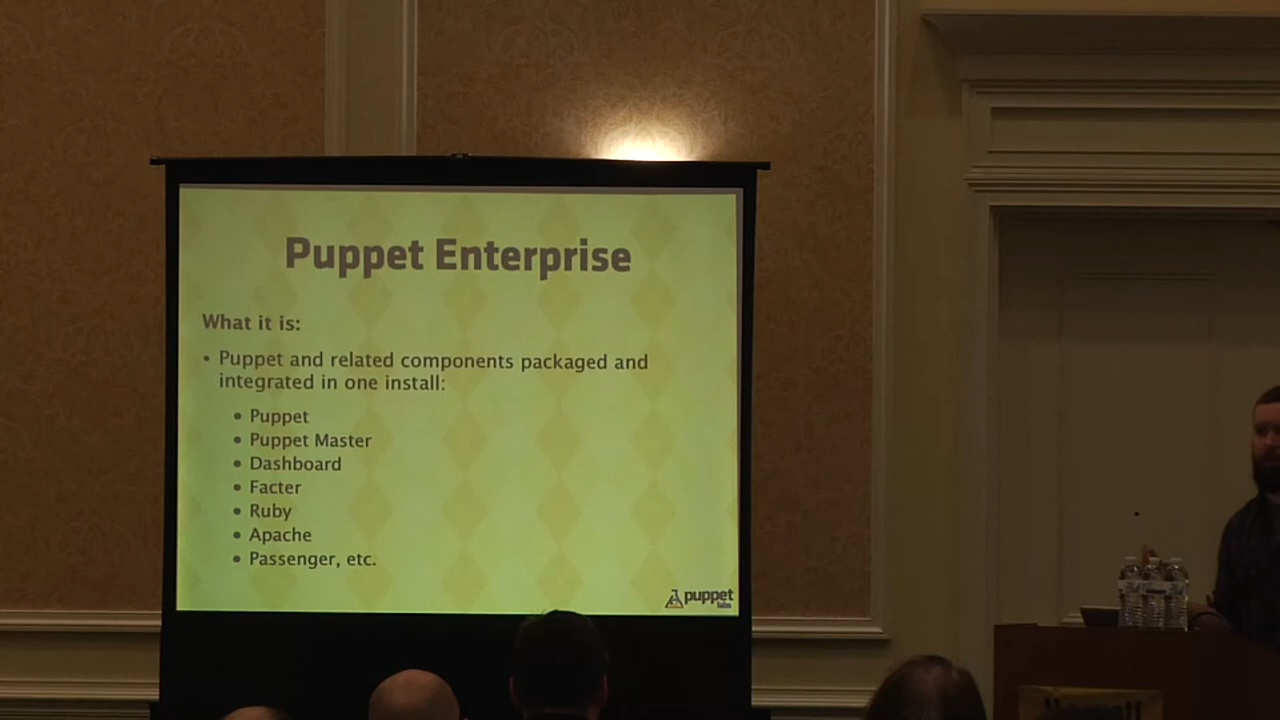 Puppet Enterprise
What it is:
• Puppet and related components packaged and
integrated in one install:
• Puppet
• Puppet Master
• Dashboard
• Facter
• Ruby
• Apache
• Passenger, etc.
puppet
labs
Marriott